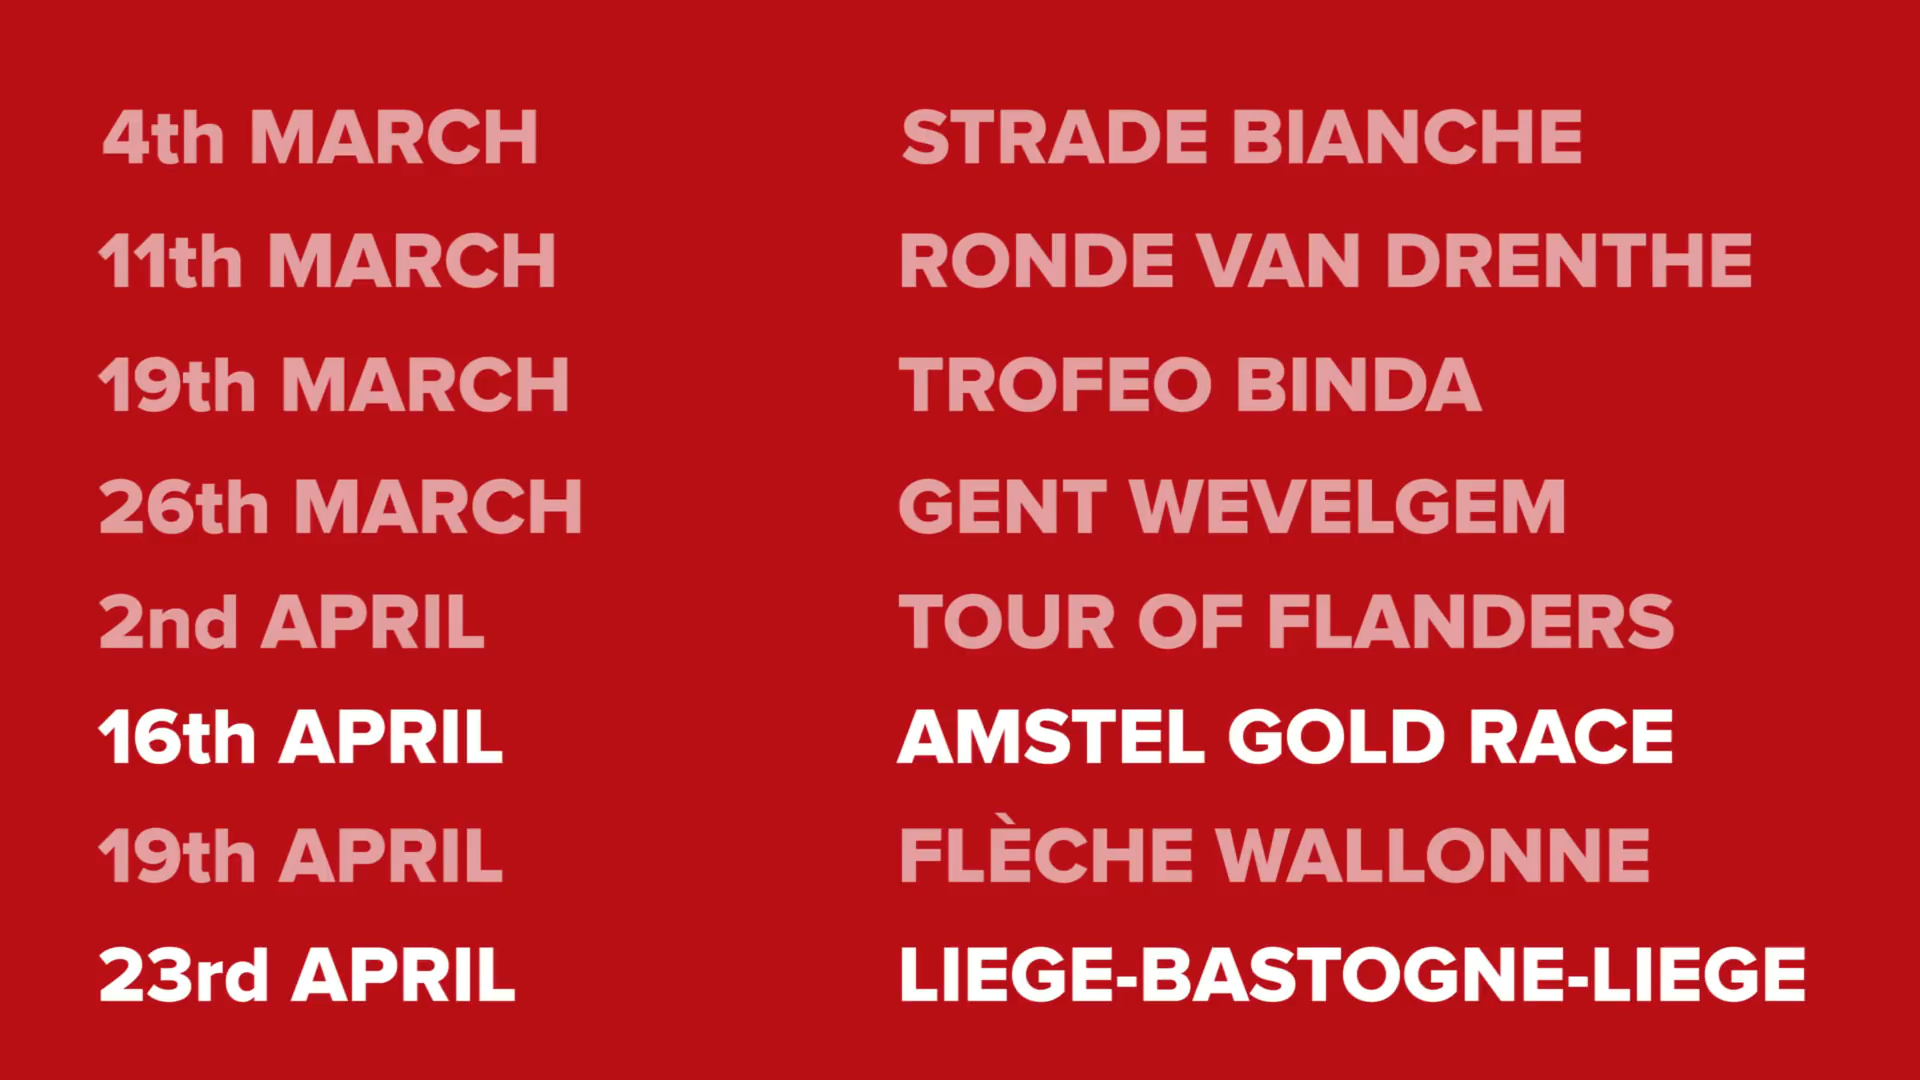 4th MARCH STRADE BIANCHE
11th MARCH RONDE VAN DRENTHE
19th MARCH TROFEO BINDA
26th MARCH GENT WEVELGEM
2nd APRIL TOUR OF FLANDERS
16th APRIL AMSTEL GOLD RACE
19th APRIL FLÈCHE WALLONNE
23rd APRIL LIEGE-BASTOGNE-LIEGE